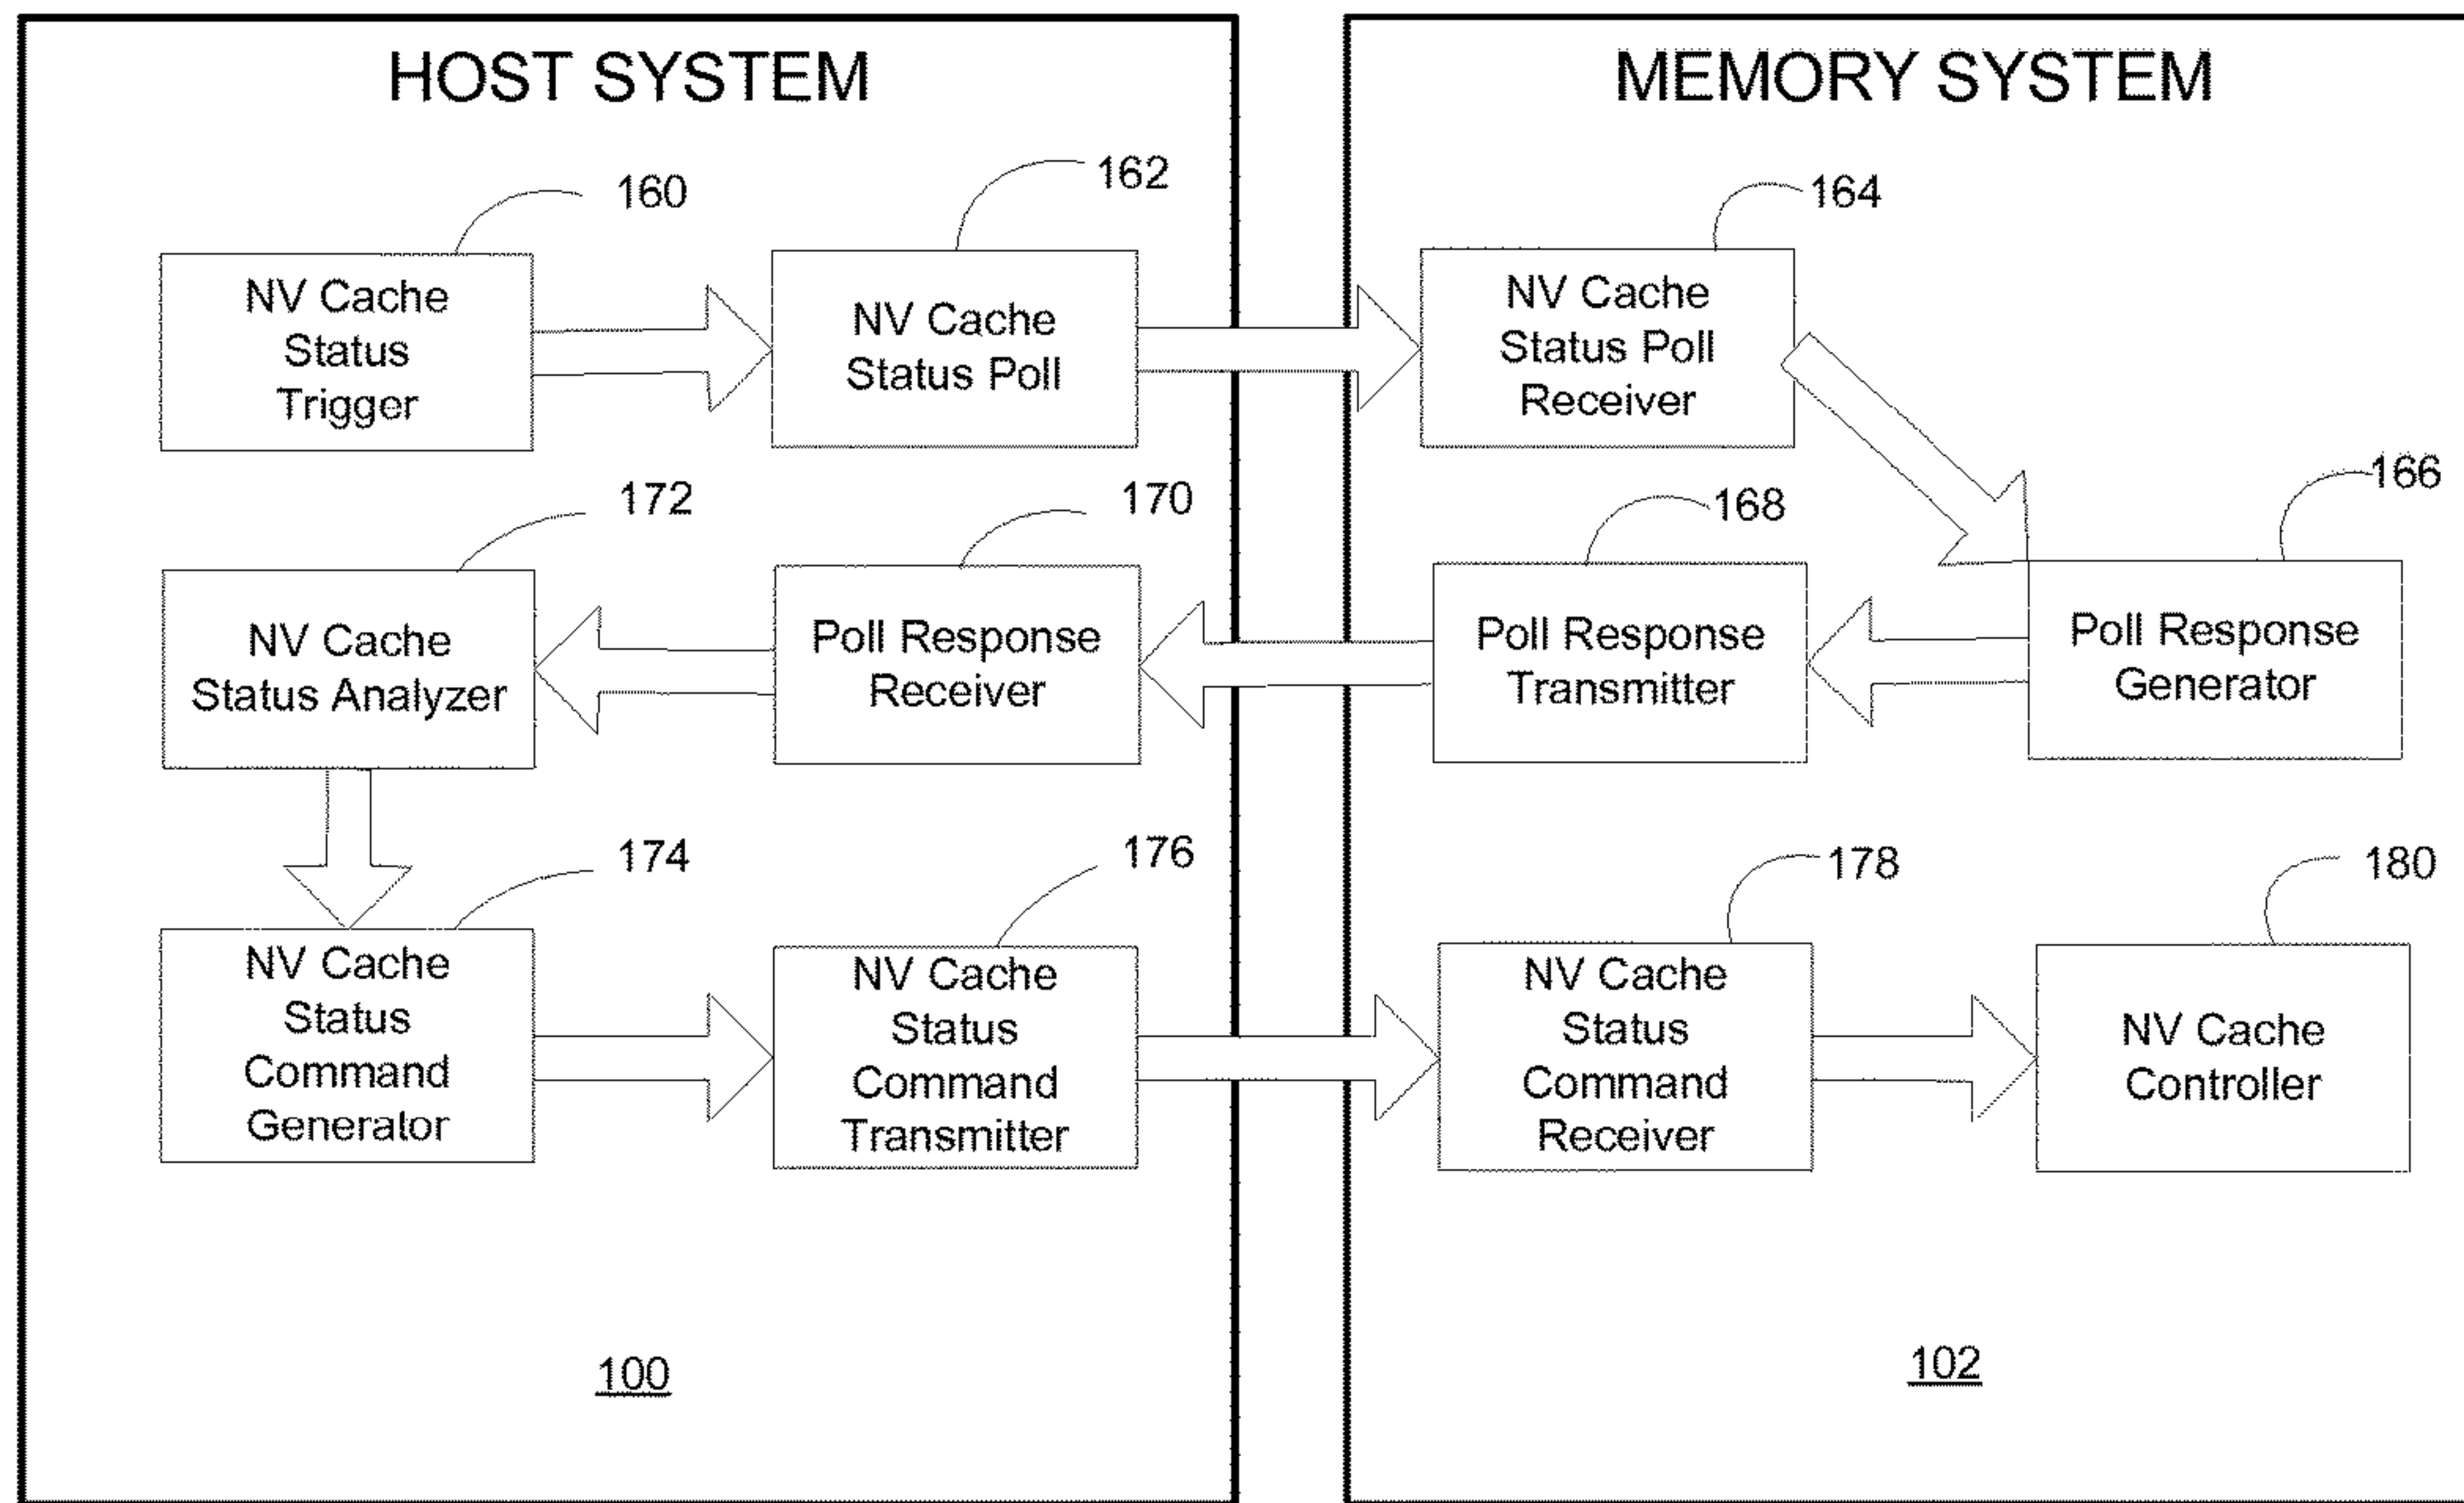 HOST SYSTEM
MEMORY SYSTEM
160
162
164
NV Cache
Status
Trigger
NV Cache
Status Poll
NV Cache
Status Poll
Receiver
172
170
168
166
NV Cache
Status Analyzer
Poll Response
Receiver
Poll Response
Transmitter
Poll Response
Generator
174
176
178
180
NV Cache
Status
Command
Generator
NV Cache
Status
Command
Transmitter
NV Cache
Status
Command
Receiver
NV Cache
Controller
100
102